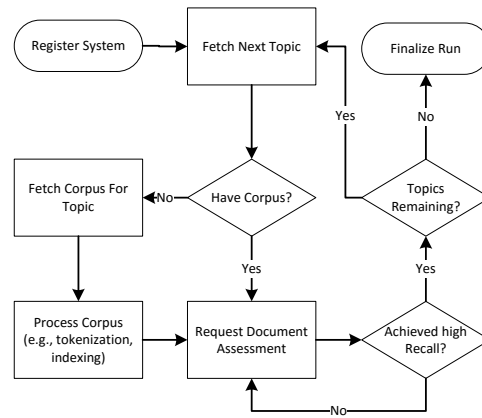 Register System
Fetch Next Topic
Finalize Run
Yes
No
Fetch Corpus For
Topic
No
Have Corpus?
Topics
Remaining?
Yes
Yes
Process Corpus
(e.g., tokenization,
indexing)
Request Document
Assessment
Achieved high
Recall?
No